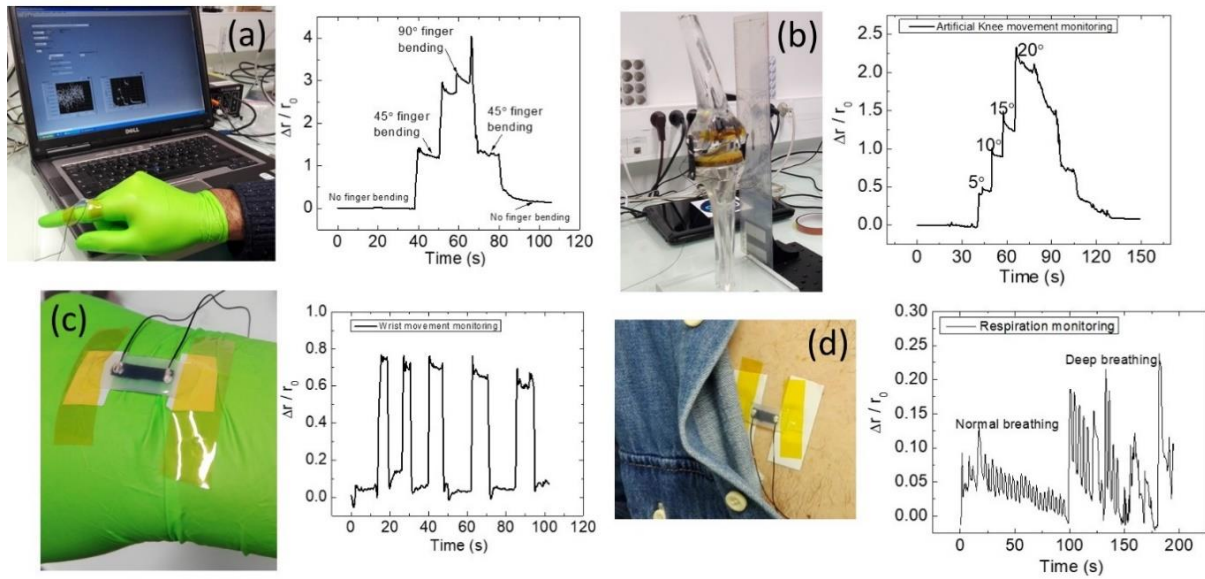 (a)
DELL
Δr / r0
4
3
2
1
0
90° finger
bending
45° finger
bending
45° finger
bending
No finger bending
No finger bending
0 20 40 60 80 100 120
Time (s)
(b)
Δr / r0
2.5
2.0
1.5
1.0
0.5
0.0
Artificial Knee movement monitoring
20°
15°
10°
5°
0 30 60 90 120 150
Time (s)
(c)
Δr / r0
1.0
0.8
0.6
0.4
0.2
0.0
Wrist movement monitoring
0 20 40 60 80 100
Time (s)
(d)
Δr / r0
0.30
0.25
0.20
0.15
0.10
0.05
0.00
Respiration monitoring
Deep breathing
Normal breathing
0 50 100 150 200
Time (s)